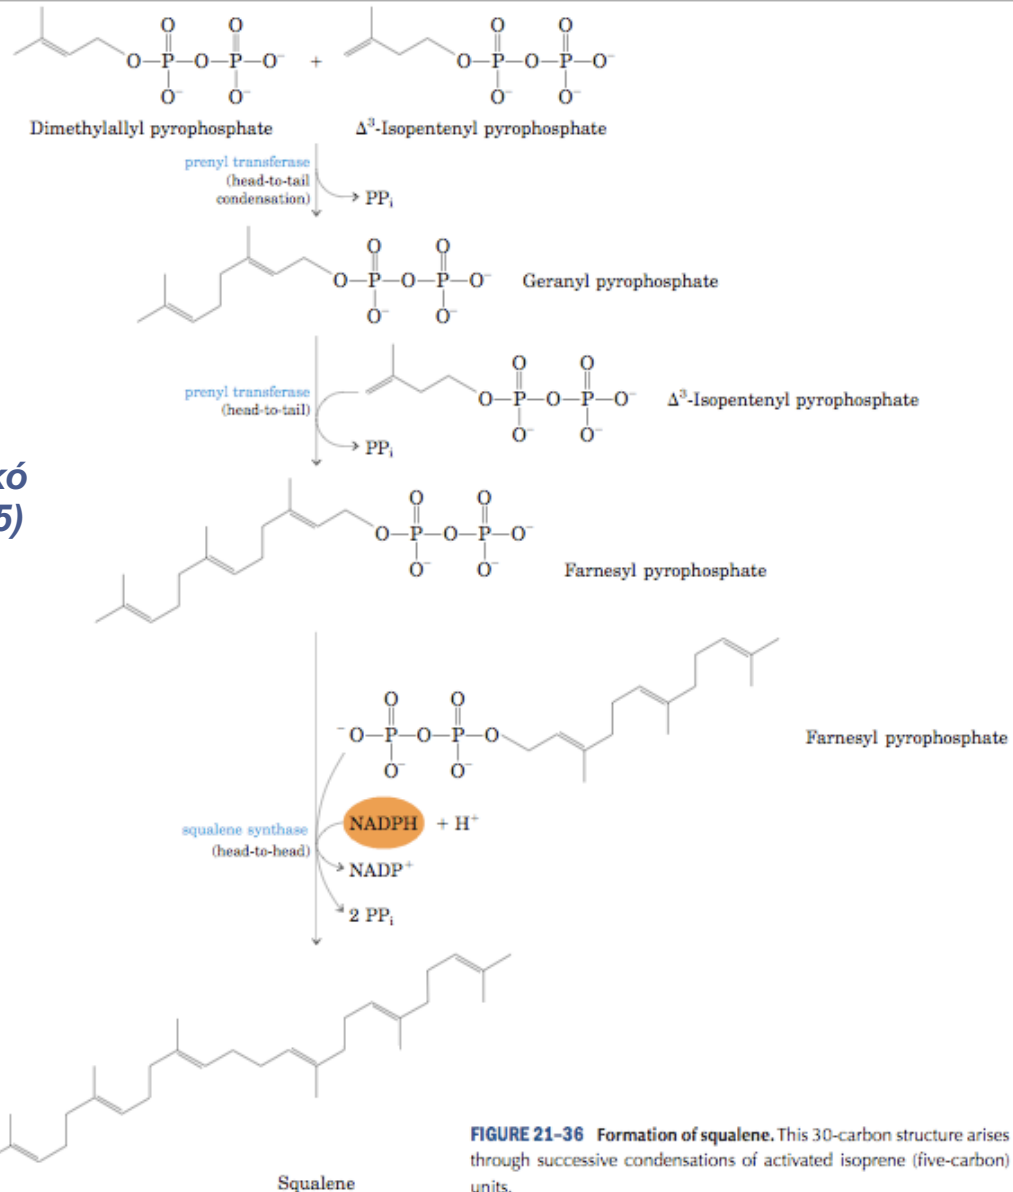 O O O O
O—P—O—P—O⁻ + O—P—O—P—O⁻
O⁻ O⁻ O⁻ O⁻
Dimethylallyl pyrophosphate Δ³-Isopentenyl pyrophosphate
prenyl transferase
(head-to-tail
condensation)
PPᵢ
O O
O—P—O—P—O⁻ Geranyl pyrophosphate
O⁻ O⁻
prenyl transferase
(head-to-tail)
O O
O—P—O—P—O⁻ Δ³-Isopentenyl pyrophosphate
O⁻ O⁻
PPᵢ
κό
5)
O O
O—P—O—P—O⁻
O⁻ O⁻
Farnesyl pyrophosphate
O O
⁻O—P—O—P—O
O⁻ O⁻
Farnesyl pyrophosphate
squalene synthase
(head-to-head)
NADPH + H⁺
NADP⁺
2 PPᵢ
Squalene
FIGURE 21–36 Formation of squalene. This 30-carbon structure arises
through successive condensations of activated isoprene (five-carbon)
units.